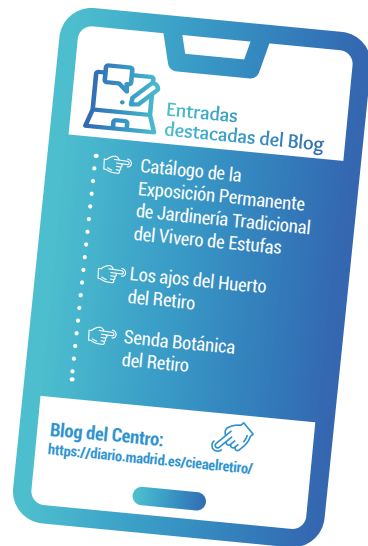 Entradas
destacadas del Blog
Catálogo de la
Exposición Permanente
de Jardinería Tradicional
del Vivero de Estufas
Los ajos del Huerto
del Retiro
Senda Botánica
del Retiro
Blog del Centro:
https://diario.madrid.es/cieaelretiro/